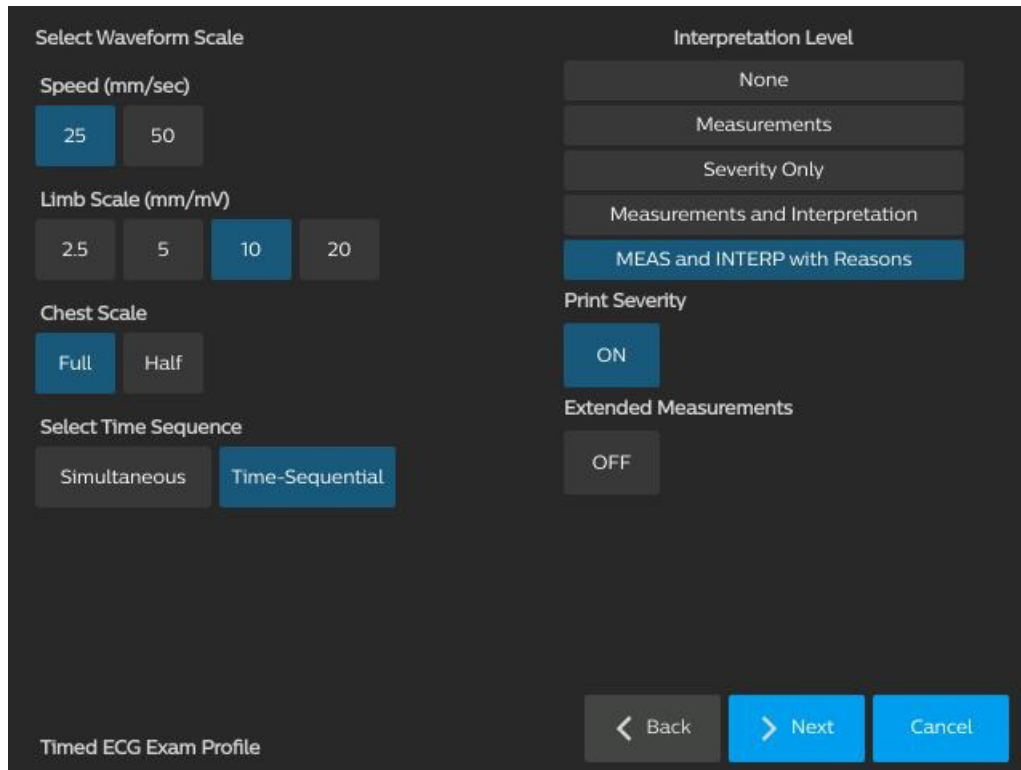 Select Waveform Scale
Speed (mm/sec)
25 50
Limb Scale (mm/mV)
2.5 5 10 20
Chest Scale
Full Half
Select Time Sequence
Simultaneous Time-Sequential
Interpretation Level
None
Measurements
Severity Only
Measurements and Interpretation
MEAS and INTERP with Reasons
Print Severity
ON
Extended Measurements
OFF
Timed ECG Exam Profile
Back Next Cancel